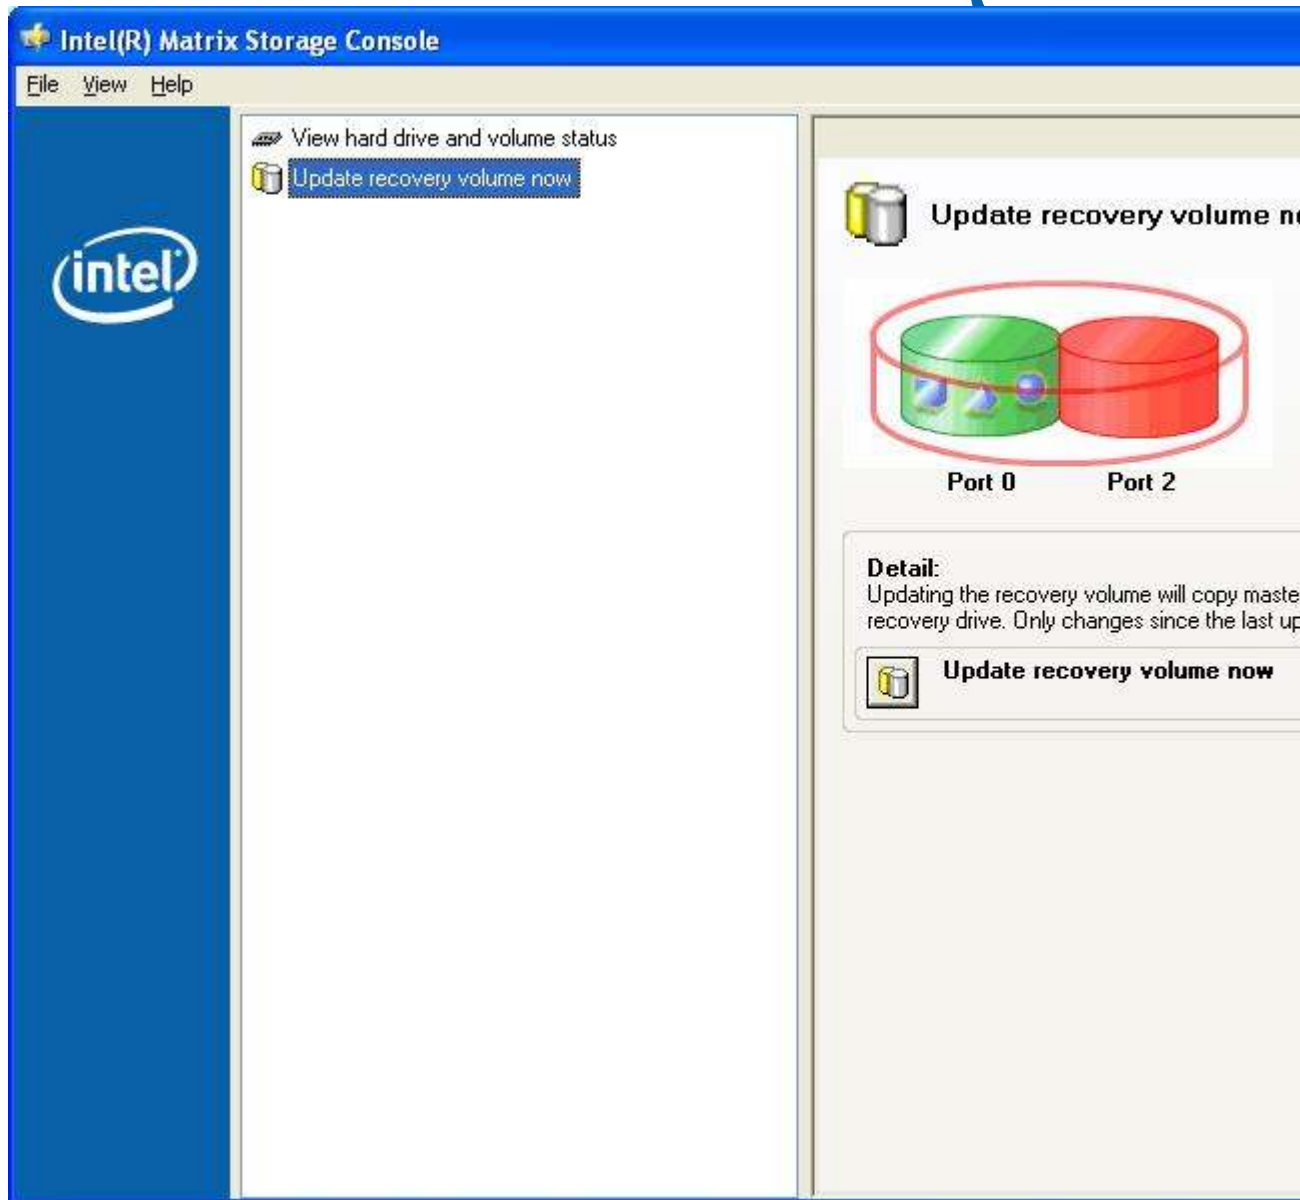 Intel(R) Matrix Storage Console
File View Help
View hard drive and volume status
Update recovery volume now
intel
Update recovery volume
Port 0 Port 2
Detail:
Updating the recovery volume will copy
recovery drive. Only changes since the last
Update recovery volume now